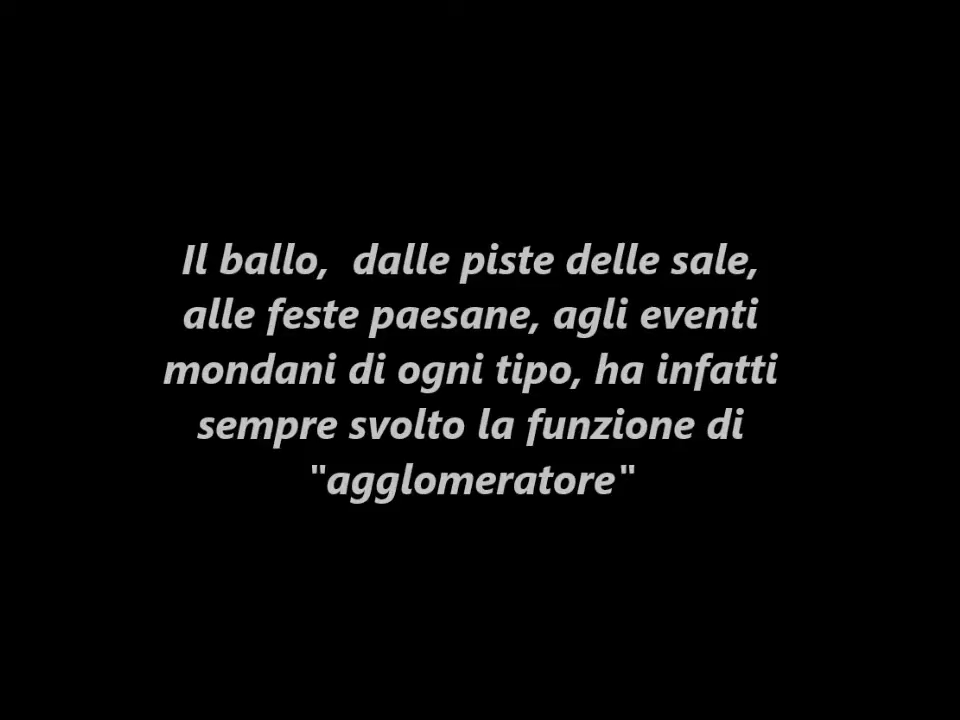 Il ballo,  dalle piste delle sale,
alle feste paesane, agli eventi
mondani di ogni tipo, ha infatti
sempre svolto la funzione di
"agglomeratore"